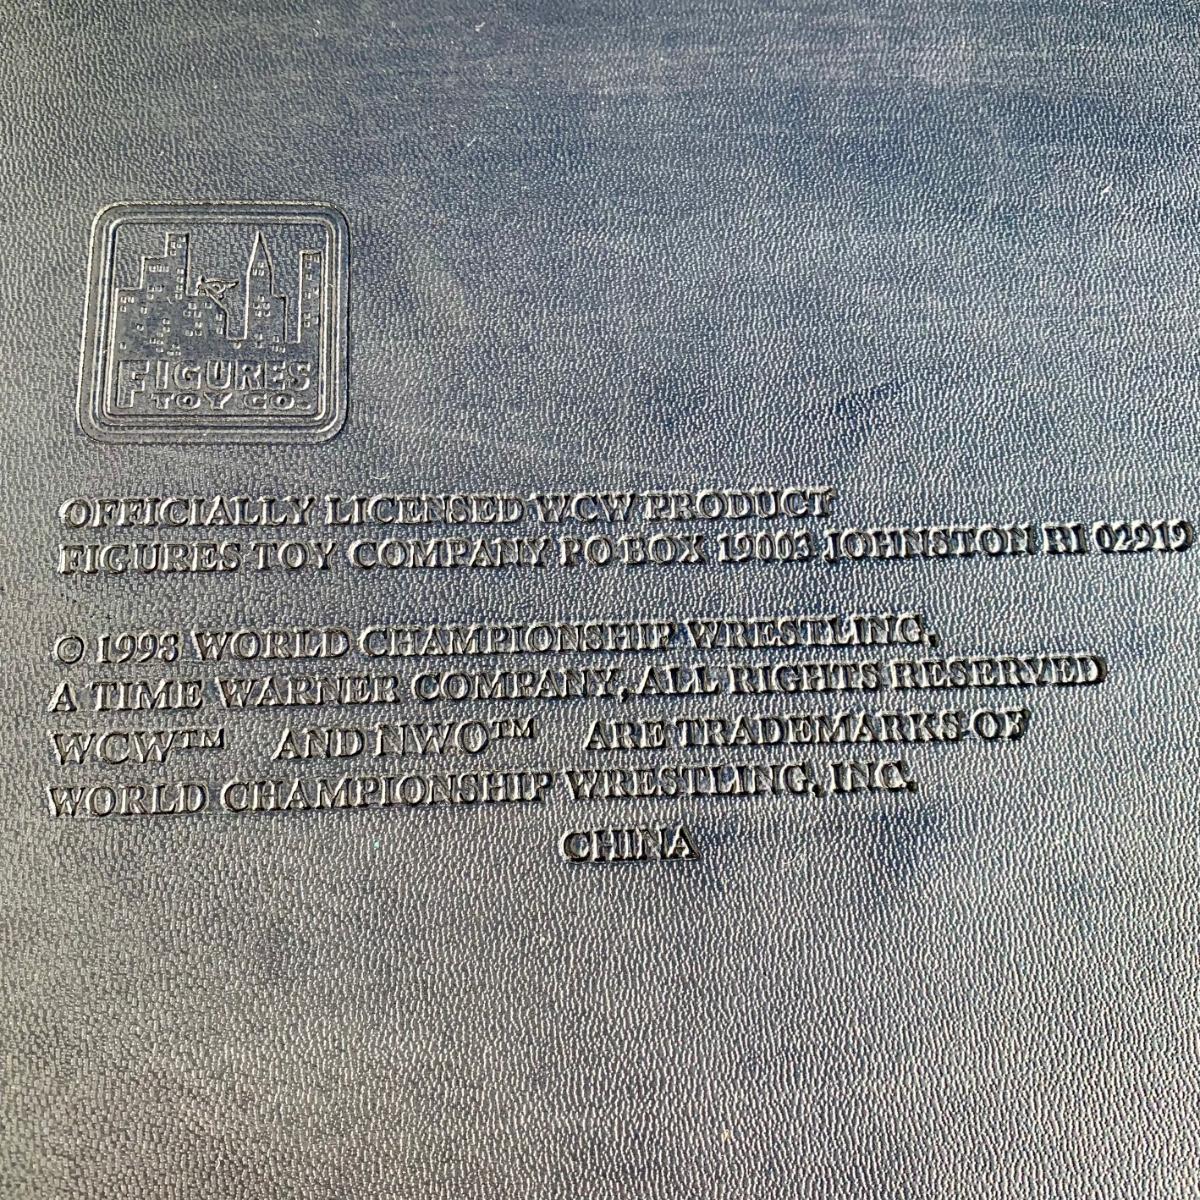 FIGURES
TOY CO.
OFFICIALLY LICENSED WCW PRODUCT
FIGURES TOY COMPANY PO BOX 19003 JOHNSTON RI 02919
© 1998 WORLD CHAMPIONSHIP WRESTLING,
A TIME WARNER COMPANY, ALL RIGHTS RESERVED
WCW™ AND NWO™ ARE TRADEMARKS OF
WORLD CHAMPIONSHIP WRESTLING, INC.
CHINA